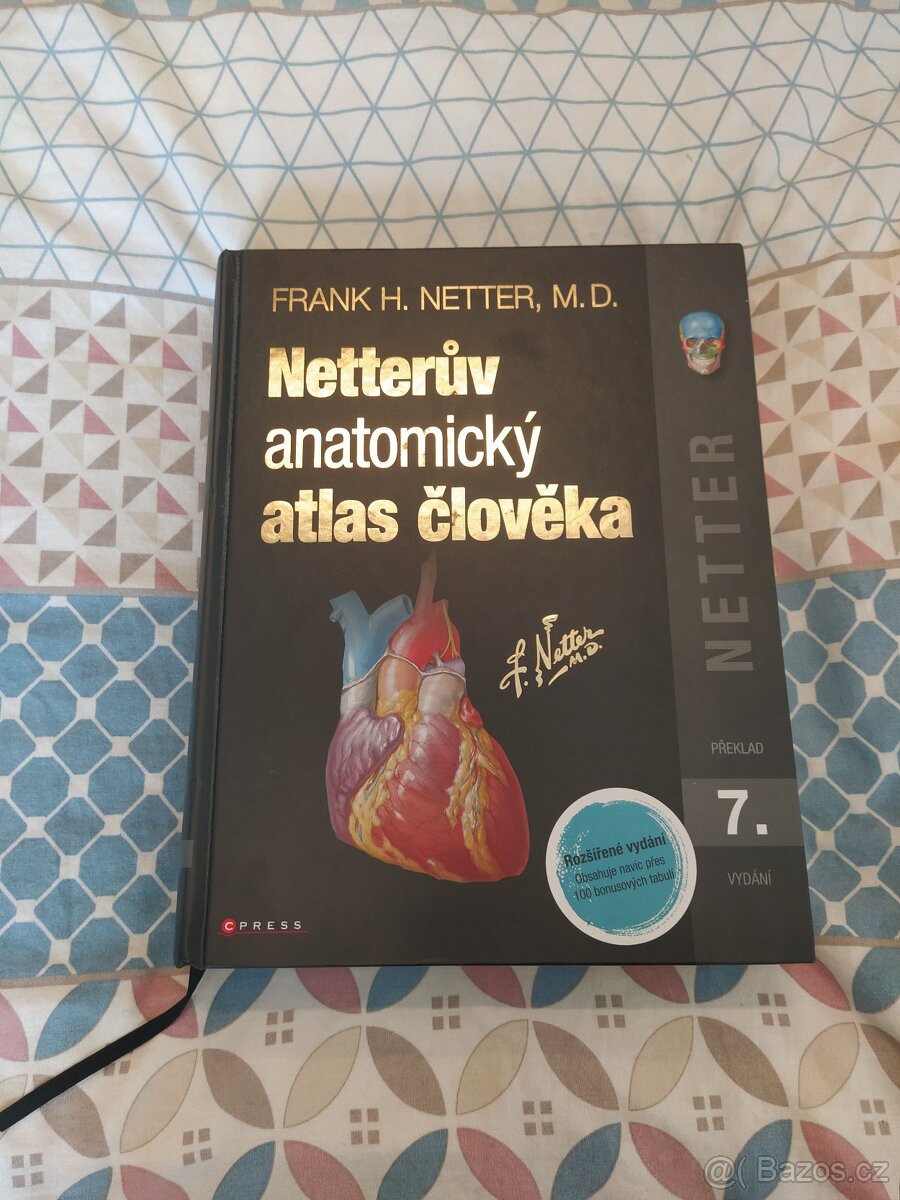 FRANK H. NETTER, M.D.
Netterův
anatomický
atlas člověka
F. Netter
M.D.
NETTER
PŘEKLAD
7.
VYDÁNÍ
Rozšířené vydání
Obsahuje navíc přes
100 bonusových tabulí
CPRESS
@( Bazos.cz